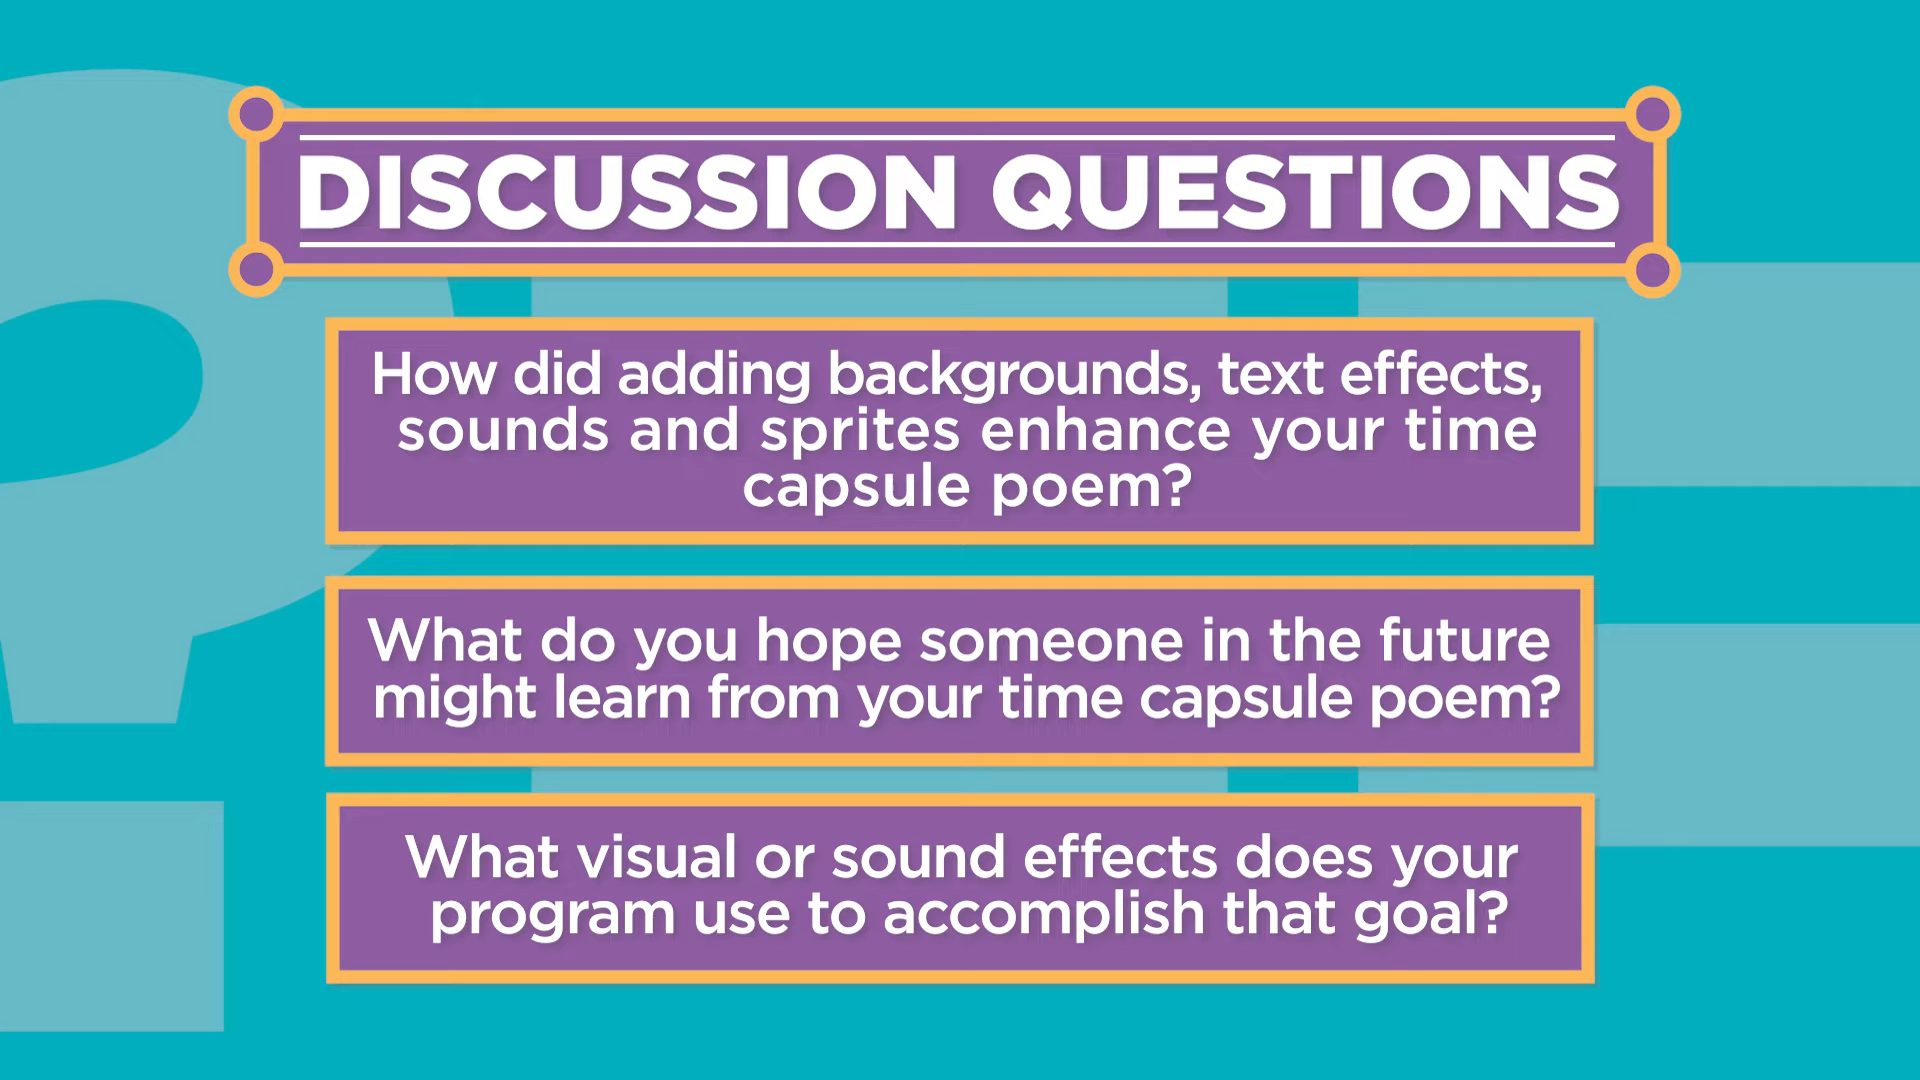 DISCUSSION QUESTIONS
How did adding backgrounds, text effects,
sounds and sprites enhance your time
capsule poem?
What do you hope someone in the future
might learn from your time capsule poem?
What visual or sound effects does your
program use to accomplish that goal?